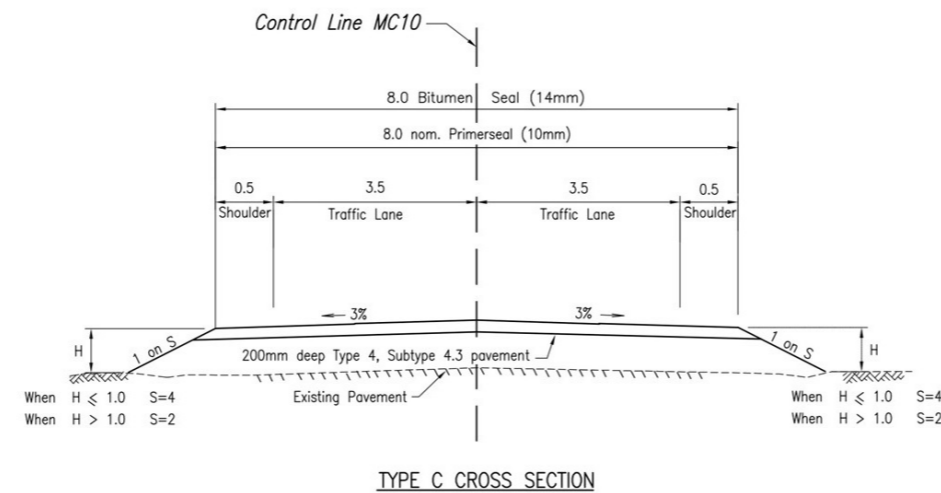 Control Line MC10
8.0 Bitumen Seal (14mm)
8.0 nom. Primerseal (10mm)
0.5 3.5 3.5 0.5
Shoulder Traffic Lane Traffic Lane Shoulder
3% 3%
H 1 on S 1 on S H
200mm deep Type 4, Subtype 4.3 pavement
Existing Pavement
When H ⩽ 1.0 S=4 When H ⩽ 1.0 S=4
When H > 1.0 S=2 When H > 1.0 S=2
TYPE C CROSS SECTION